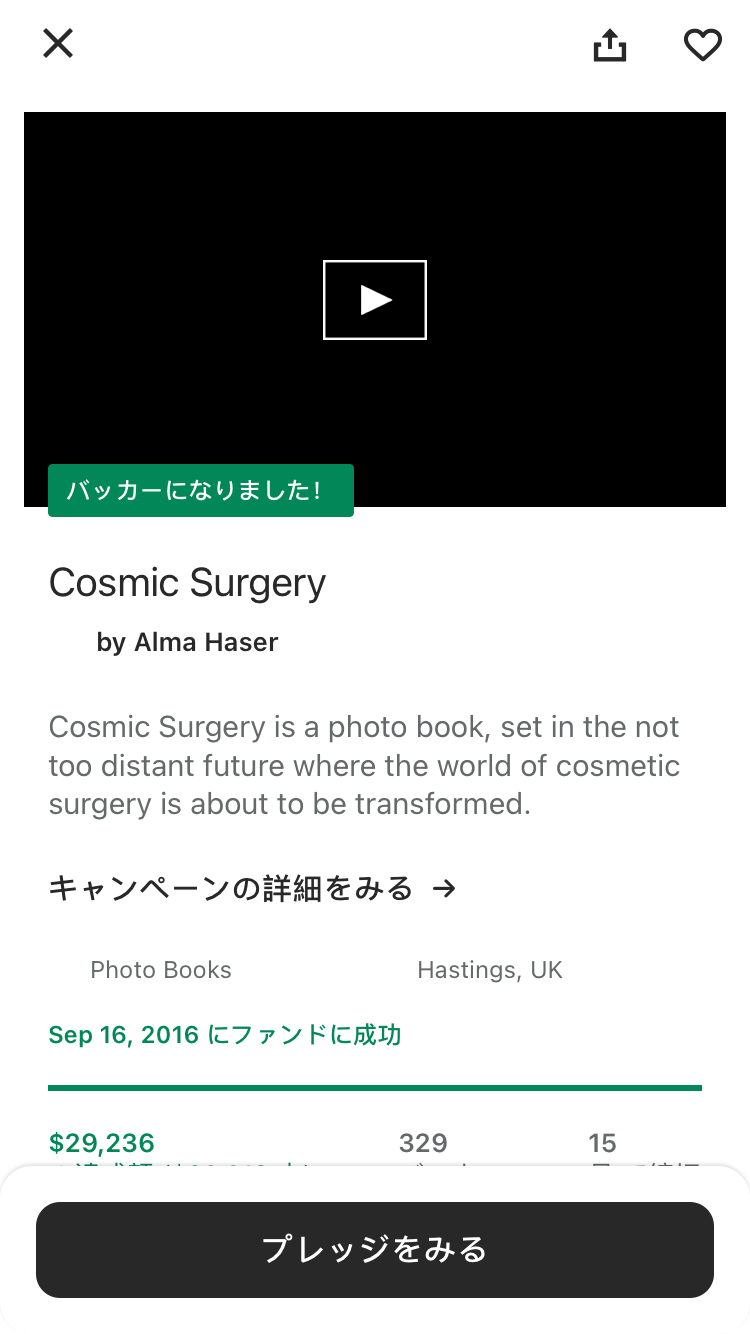 バッカーになりました！
Cosmic Surgery
by Alma Haser
Cosmic Surgery is a photo book, set in the not
too distant future where the world of cosmetic
surgery is about to be transformed.
キャンペーンの詳細をみる →
Photo Books
Hastings, UK
Sep 16, 2016 にファンドに成功
$29,236
329
15
プレッジをみる